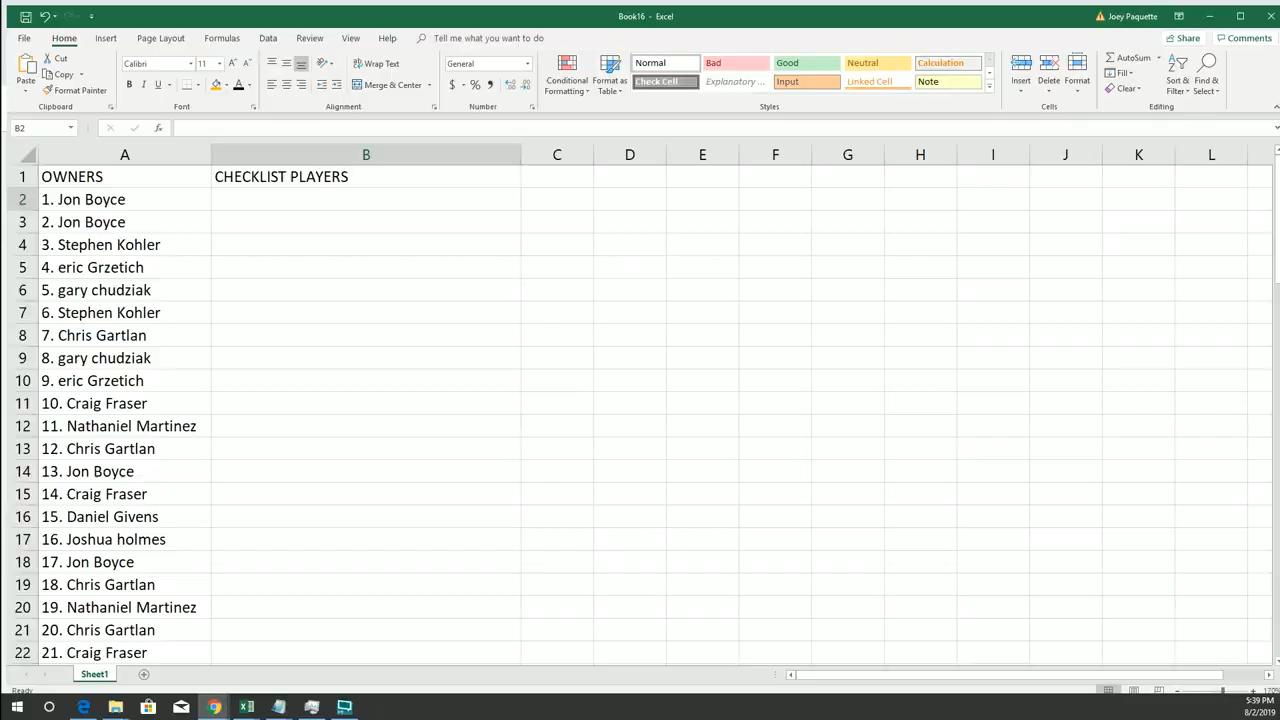 Book16 - Excel
Joey Paquette
File Home Insert Page Layout Formulas Data Review View Help Tell me what you want to do
Share Comments
Paste
Cut
Copy
Format Painter
Clipboard
Calibri 11
B I U
Font
Wrap Text
Merge & Center
Alignment
General
$ % ,
Number
Conditional Formatting
Format as Table
Normal Bad Good Neutral Calculation
Check Cell Explanatory ... Input Linked Cell Note
Styles
Insert Delete Format
Cells
AutoSum
Fill
Clear
Sort & Filter
Find & Select
Editing
B2 fx
A B C D E F G H I J K L
1 OWNERS CHECKLIST PLAYERS
2 1. Jon Boyce
3 2. Jon Boyce
4 3. Stephen Kohler
5 4. eric Grzetich
6 5. gary chudziak
7 6. Stephen Kohler
8 7. Chris Gartlan
9 8. gary chudziak
10 9. eric Grzetich
11 10. Craig Fraser
12 11. Nathaniel Martinez
13 12. Chris Gartlan
14 13. Jon Boyce
15 14. Craig Fraser
16 15. Daniel Givens
17 16. Joshua holmes
18 17. Jon Boyce
19 18. Chris Gartlan
20 19. Nathaniel Martinez
21 20. Chris Gartlan
22 21. Craig Fraser
Sheet1
Ready
170%
5:39 PM
8/2/2019